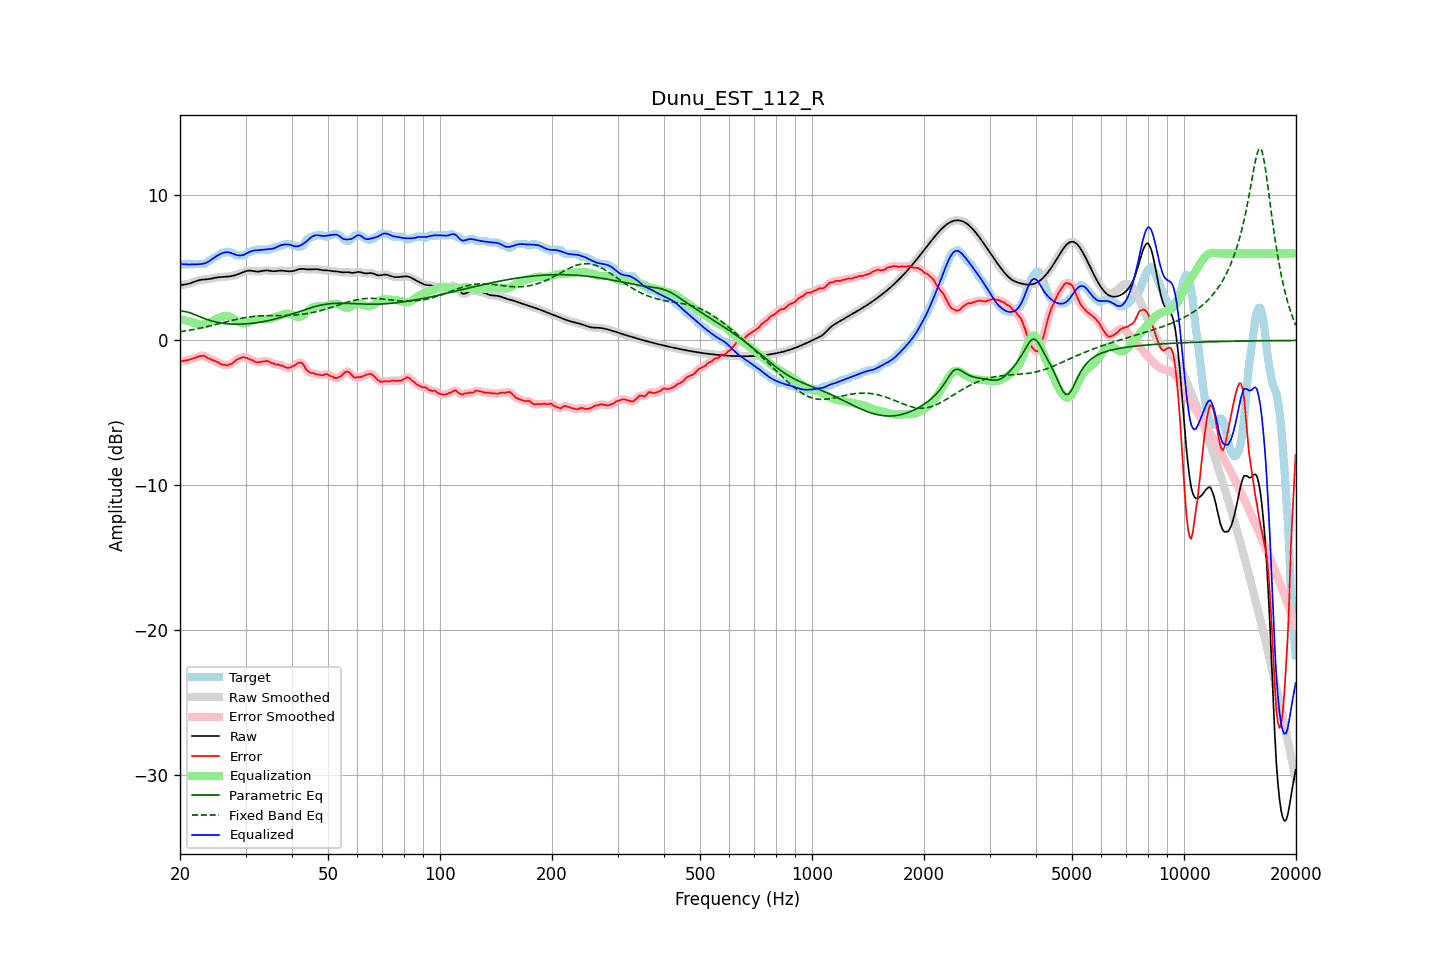 Dunu_EST_112_R
Amplitude (dBr)
10
0
−10
−20
−30
Target
Raw Smoothed
Error Smoothed
Raw
Error
Equalization
Parametric Eq
Fixed Band Eq
Equalized
20 50 100 200 500 1000 2000 5000 10000 20000
Frequency (Hz)